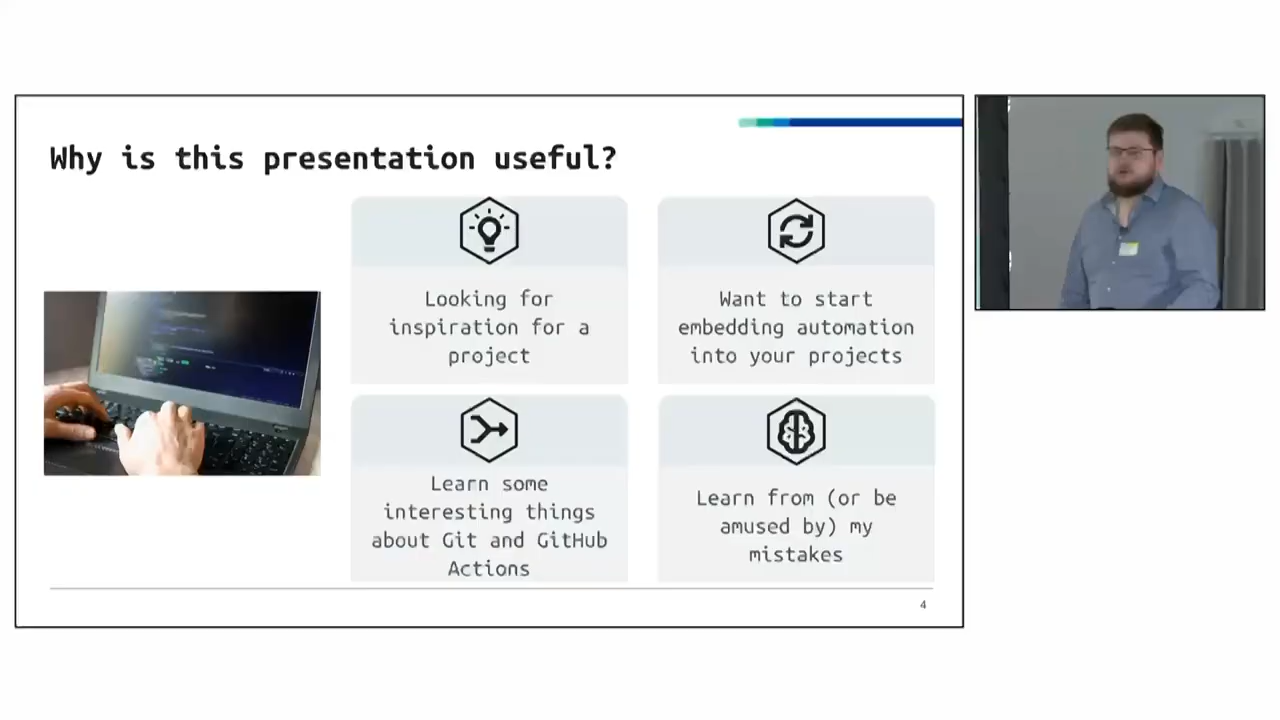 Why is this presentation useful?
Looking for
inspiration for a
project
Want to start
embedding automation
into your projects
Learn some
interesting things
about Git and GitHub
Actions
Learn from (or be
amused by) my
mistakes
4